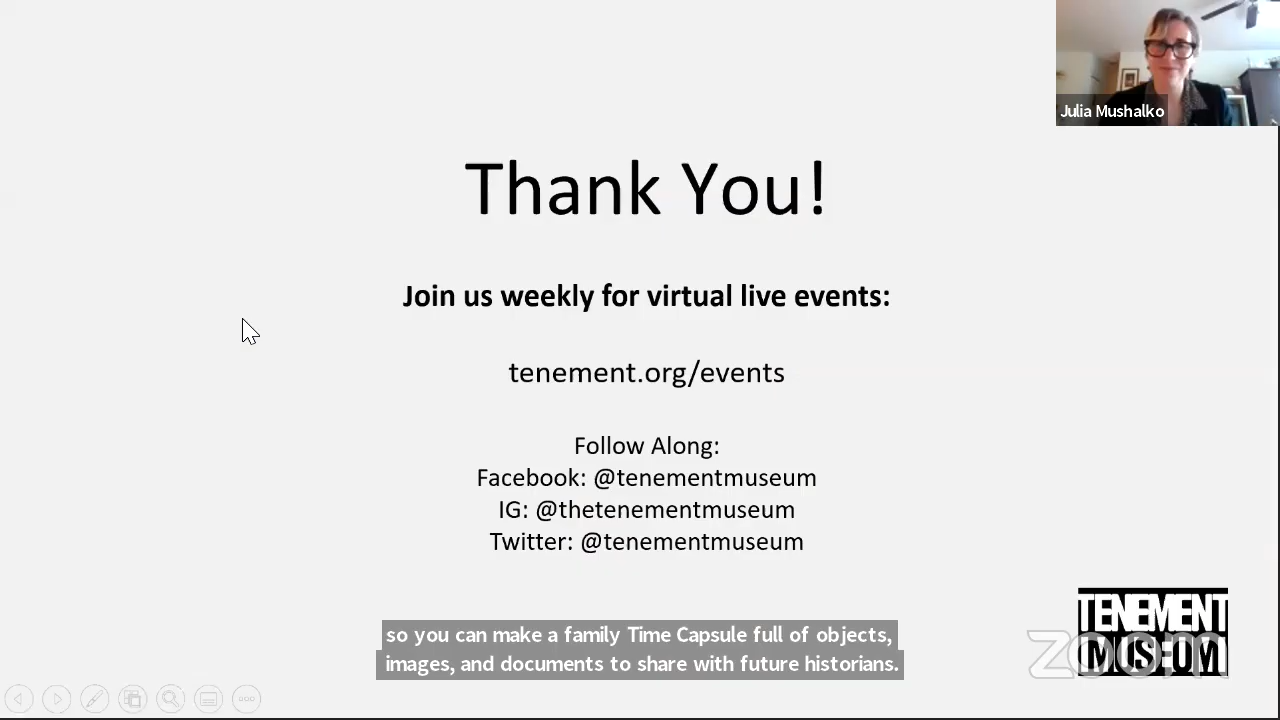 Julia Mushalko
Thank You!
Join us weekly for virtual live events:
tenement.org/events
Follow Along:
Facebook: @tenementmuseum
IG: @thetenementmuseum
Twitter: @tenementmuseum
so you can make a family Time Capsule full of objects,
images, and documents to share with future historians.
TENEMENT
MUSEUM
zoom